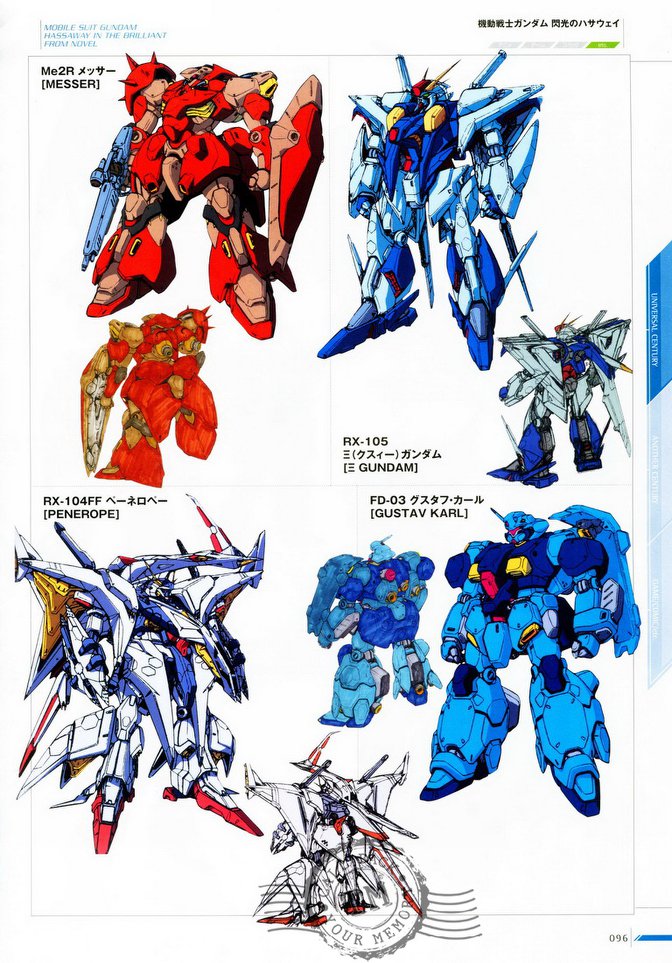 MOBILE SUIT GUNDAM
HASSAWAY IN THE BRILLIANT
FROM NOVEL
機動戦士ガンダム 閃光のハサウェイ
Me2R メッサー
[MESSER]
RX-105
Ξ(クスィー)ガンダム
[Ξ GUNDAM]
RX-104FF ペーネロペー
[PENEROPE]
FD-03 グスタフ・カール
[GUSTAV KARL]
UNIVERSAL CENTURY
ANOTHER CENTURY
YOUR MEMO
096